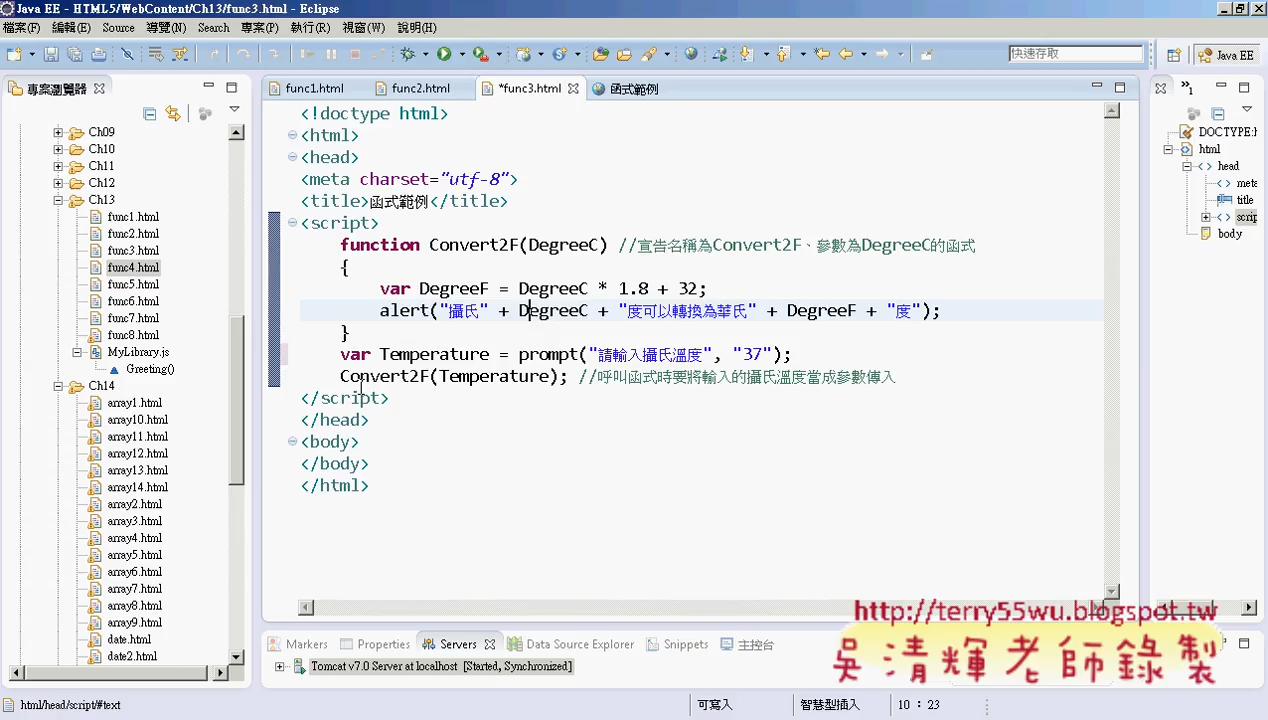 Java EE - HTML5/WebContent/Ch13/func3.html - Eclipse
檔案(F) 編輯(E) Source 導覽(N) Search 專案(P) 執行(R) 視窗(W) 說明(H)
快速存取
Java EE
專案瀏覽器
func1.html
func2.html
*func3.html
函式範例
Ch09
Ch10
Ch11
Ch12
Ch13
func1.html
func2.html
func3.html
func4.html
func5.html
func6.html
func7.html
func8.html
MyLibrary.js
Greeting()
Ch14
array1.html
array10.html
array11.html
array12.html
array13.html
array14.html
array2.html
array3.html
array4.html
array5.html
array6.html
array7.html
array8.html
array9.html
date.html
date2.html
<!doctype html>
<html>
<head>
<meta charset="utf-8">
<title>函式範例</title>
<script>
function Convert2F(DegreeC) //宣告名稱為Convert2F、參數為DegreeC的函式
{
var DegreeF = DegreeC * 1.8 + 32;
alert("攝氏" + DegreeC + "度可以轉換為華氏" + DegreeF + "度");
}
var Temperature = prompt("請輸入攝氏溫度", "37");
Convert2F(Temperature); //呼叫函式時要將輸入的攝氏溫度當成參數傳入
</script>
</head>
<body>
</body>
</html>
1
DOCTYPE:
html
head
meta
title
scrip
body
Markers
Properties
Servers
Data Source Explorer
Snippets
主控台
Tomcat v7.0 Server at localhost [Started, Synchronized]
http://terry55wu.blogspot.tw
吳清輝老師錄製
html/head/script/#text
可寫入
智慧型插入
10 : 23